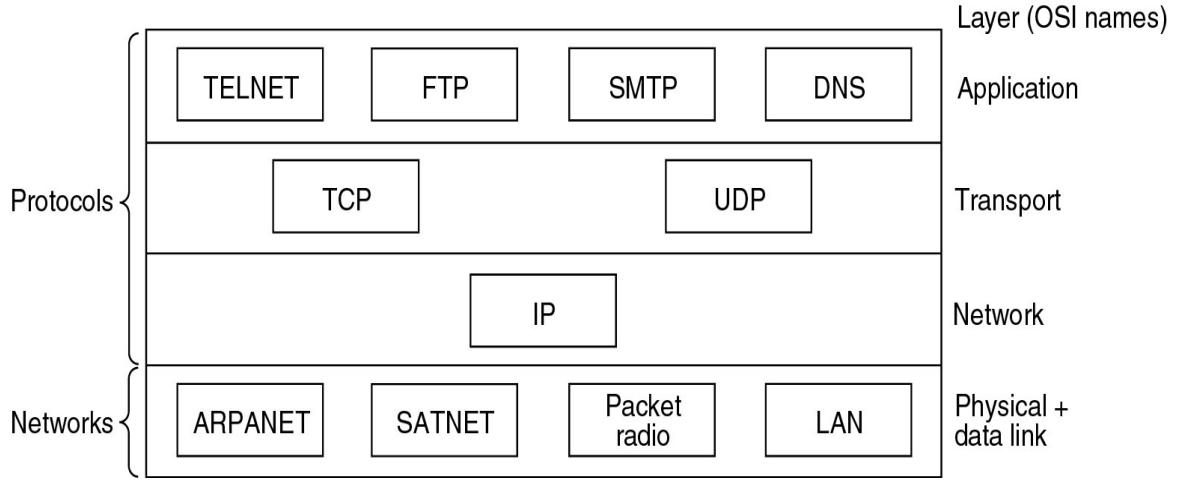 Layer (OSI names)
TELNET FTP SMTP DNS Application
Protocols TCP UDP Transport
IP Network
Networks ARPANET SATNET Packet radio LAN Physical + data link